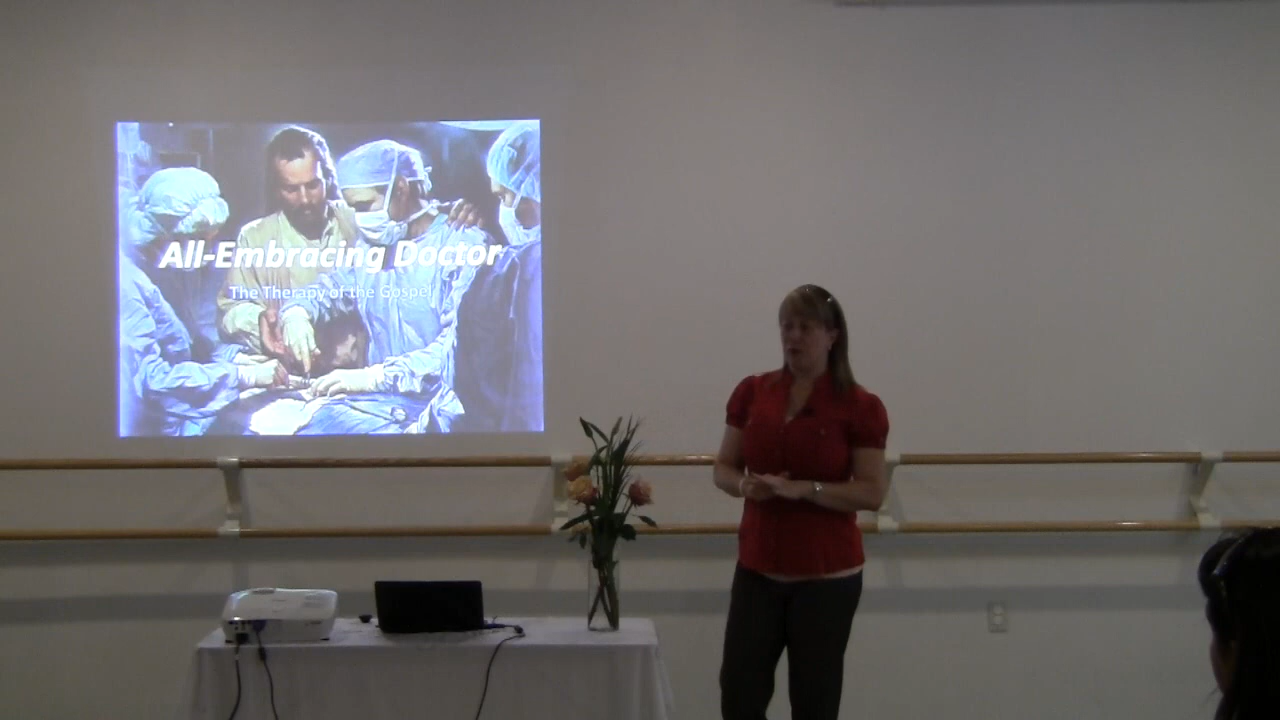 All-Embracing Doctor
The Therapy of the Gospel